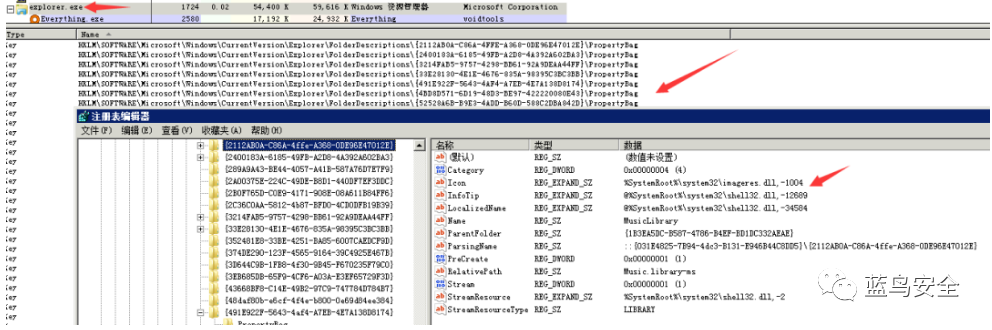 explorer.exe 1724 0.02 54,400 K 59,616 K Windows 资源管理器 Microsoft Corporation
Everything.exe 2580 17,192 K 24,932 K Everything voidtools
Type Name
Key HKLM\SOFTWARE\Microsoft\Windows\CurrentVersion\Explorer\FolderDescriptions\{2112AB0A-C86A-4FFE-A368-0DE96E47012E}\PropertyBag
Key HKLM\SOFTWARE\Microsoft\Windows\CurrentVersion\Explorer\FolderDescriptions\{2400183A-6185-49FB-A2D8-4A392A602BA3}\PropertyBag
Key HKLM\SOFTWARE\Microsoft\Windows\CurrentVersion\Explorer\FolderDescriptions\{3214FAB5-9757-4298-BB61-92A9DEAA44FF}\PropertyBag
Key HKLM\SOFTWARE\Microsoft\Windows\CurrentVersion\Explorer\FolderDescriptions\{33E28130-4E1E-4676-835A-98395C3BC3BB}\PropertyBag
Key HKLM\SOFTWARE\Microsoft\Windows\CurrentVersion\Explorer\FolderDescriptions\{491E922F-5643-4AF4-A7EB-4E7A138D8174}\PropertyBag
Key HKLM\SOFTWARE\Microsoft\Windows\CurrentVersion\Explorer\FolderDescriptions\{4BD8D571-6D19-48D3-BE97-422220080E43}\PropertyBag
Key HKLM\SOFTWARE\Microsoft\Windows\CurrentVersion\Explorer\FolderDescriptions\{52528A6B-B9E3-4ADD-B60D-588C2DBA842D}\PropertyBag
注册表编辑器
文件(F) 编辑(E) 查看(V) 收藏夹(A) 帮助(H)
{2112AB0A-C86A-4ffe-A368-0DE96E47012E} 名称 类型 数据
{2400183A-6185-49FB-A2D8-4A392A602BA3} (默认) REG_SZ (数值未设置)
{289A9A43-BE44-4057-A41B-587A76D7E7F9} Category REG_DWORD 0x00000004 (4)
{2A00375E-224C-49DE-B8D1-440DF7EF3DDC} Icon REG_EXPAND_SZ %SystemRoot%\system32\imageres.dll,-1004
{2B0F765D-C0E9-4171-908E-08A611B84FF6} InfoTip REG_EXPAND_SZ @%SystemRoot%\system32\shell32.dll,-12689
{2C36C0AA-5812-4b87-BFD0-4CD0DFB19B39} LocalizedName REG_EXPAND_SZ @%SystemRoot%\system32\shell32.dll,-34584
{3214FAB5-9757-4298-BB61-92A9DEAA44FF} Name REG_SZ MusicLibrary
{33E28130-4E1E-4676-835A-98395C3BC3BB} ParentFolder REG_SZ {1B3EA5DC-B587-4786-B4EF-BD1DC332AEAE}
{352481E8-33BE-4251-BA85-6007CAEDCF9D} ParsingName REG_SZ ::{031E4825-7B94-4dc3-B131-E946B44C8DD5}\{2112AB0A-C86A-4ffe-A368-0DE96E47012E}
{374DE290-123F-4565-9164-39C4925E467B} PreCreate REG_DWORD 0x00000001 (1)
{3D644C9B-1FB8-4f30-9B45-F670235F79C0} RelativePath REG_SZ Music.library-ms
{3EB685DB-65F9-4CF6-A03A-E3EF65729F3D} Stream REG_DWORD 0x00000001 (1)
{43668BF8-C14E-49B2-97C9-747784D784B7} StreamResource REG_EXPAND_SZ %SystemRoot%\system32\shell32.dll,-2
{48daf80b-e6cf-4f4e-b800-0e69d84ee384} StreamResourceType REG_SZ LIBRARY
{491E922F-5643-4af4-A7EB-4E7A138D8174}
PropertyBag
蓝鸟安全